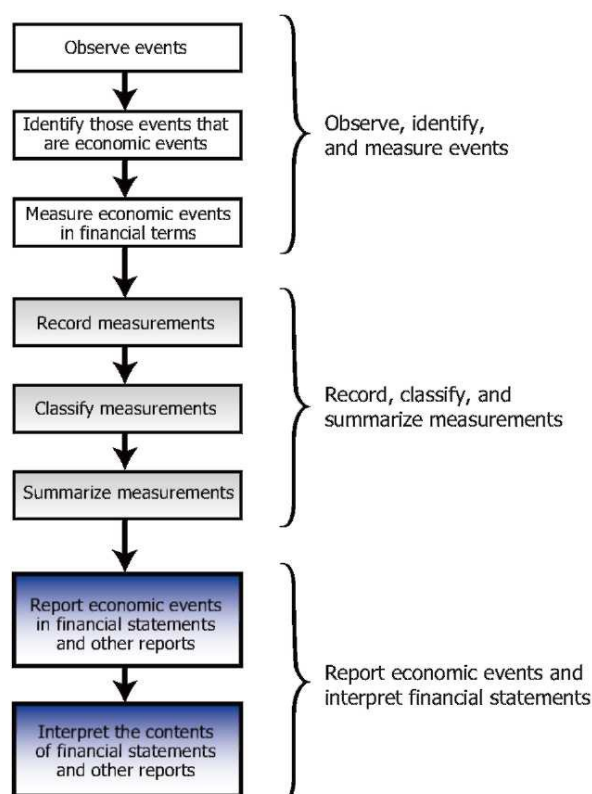 Observe events
Identify those events that
are economic events
Measure economic events
in financial terms
Observe, identify,
and measure events
Record measurements
Classify measurements
Summarize measurements
Record, classify, and
summarize measurements
Report economic events
in financial statements
and other reports
Interpret the contents
of financial statements
and other reports
Report economic events and
interpret financial statements